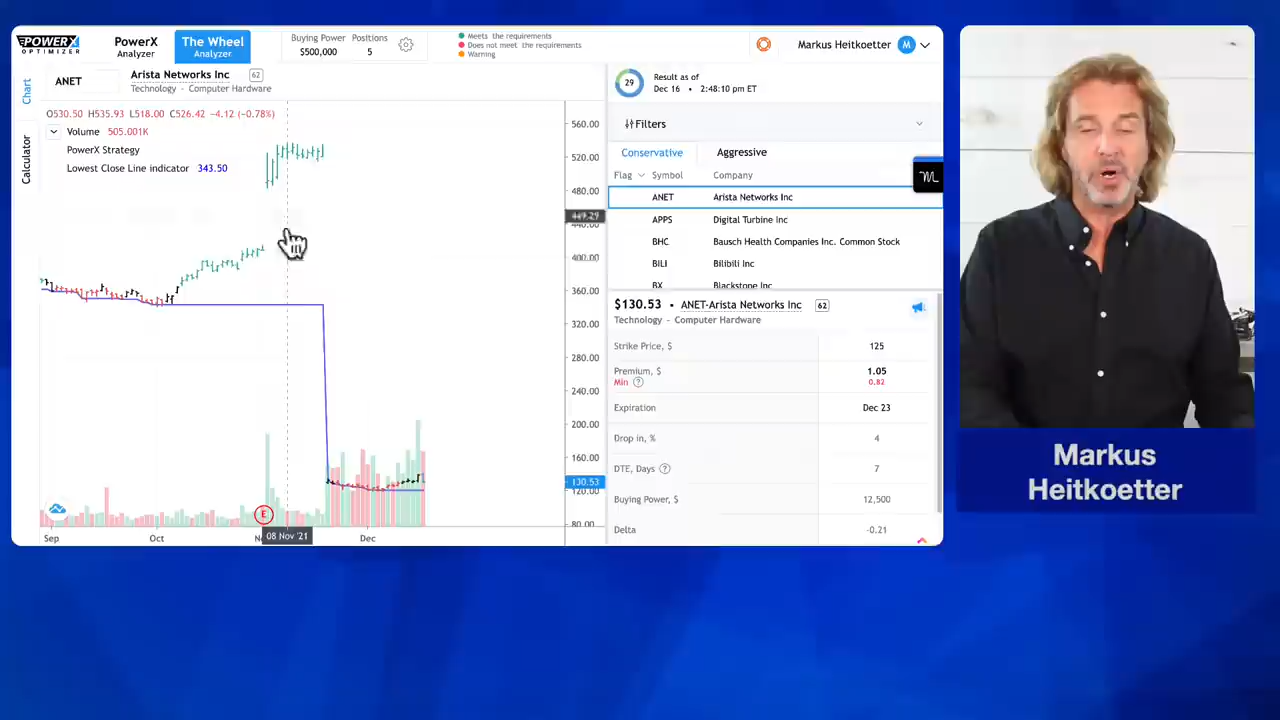 POWERX
OPTIMIZER
PowerX
Analyzer
The Wheel
Analyzer
Buying Power
$500,000
Positions
5
Meets the requirements
Does not meet the requirements
Warning
Markus Heitkoetter
M
Chart
Calculator
ANET
Arista Networks Inc
62
Technology - Computer Hardware
O530.50 H535.93 L518.00 C526.42 -4.12 (-0.78%)
Volume 505.001K
PowerX Strategy
Lowest Close Line indicator 343.50
560.00
520.00
480.00
449.29
440.00
400.00
360.00
320.00
280.00
240.00
200.00
160.00
130.53
120.00
80.00
E
Sep
Oct
08 Nov '21
Dec
29
Result as of
Dec 16 • 2:48:10 pm ET
Filters
Conservative
Aggressive
Flag
Symbol
Company
ANET
Arista Networks Inc
APPS
Digital Turbine Inc
BHC
Bausch Health Companies Inc. Common Stock
BILI
Bilibili Inc
BX
Blackstone Inc
$130.53 • ANET-Arista Networks Inc 62
Technology - Computer Hardware
Strike Price, $
125
Premium, $
1.05
Min ?
0.82
Expiration
Dec 23
Drop in, %
4
DTE, Days ?
7
Buying Power, $
12,500
Delta
-0.21
Markus
Heitkoetter